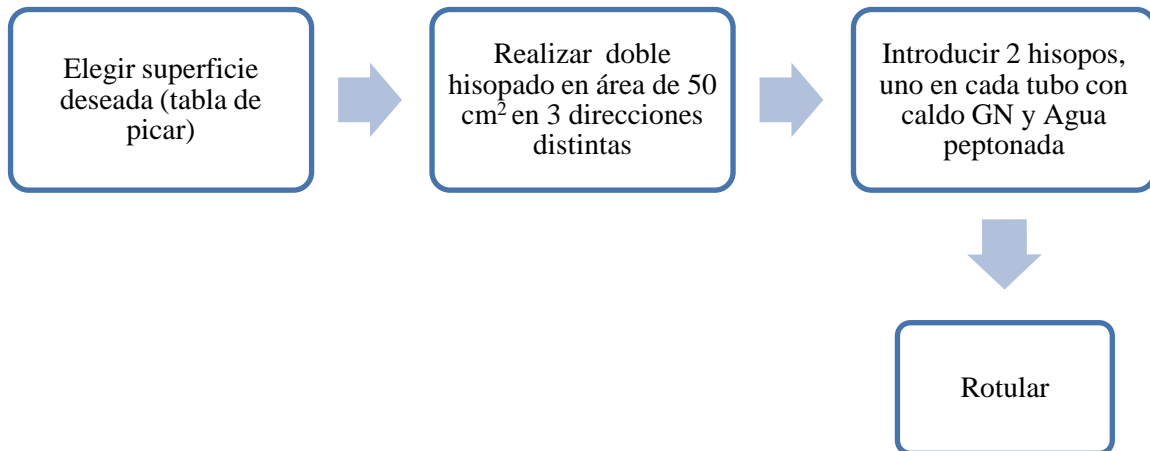 Elegir superficie
deseada (tabla de
picar)
Realizar  doble
hisopado en área de 50
cm² en 3 direcciones
distintas
Introducir 2 hisopos,
uno en cada tubo con
caldo GN y Agua
peptonada
Rotular